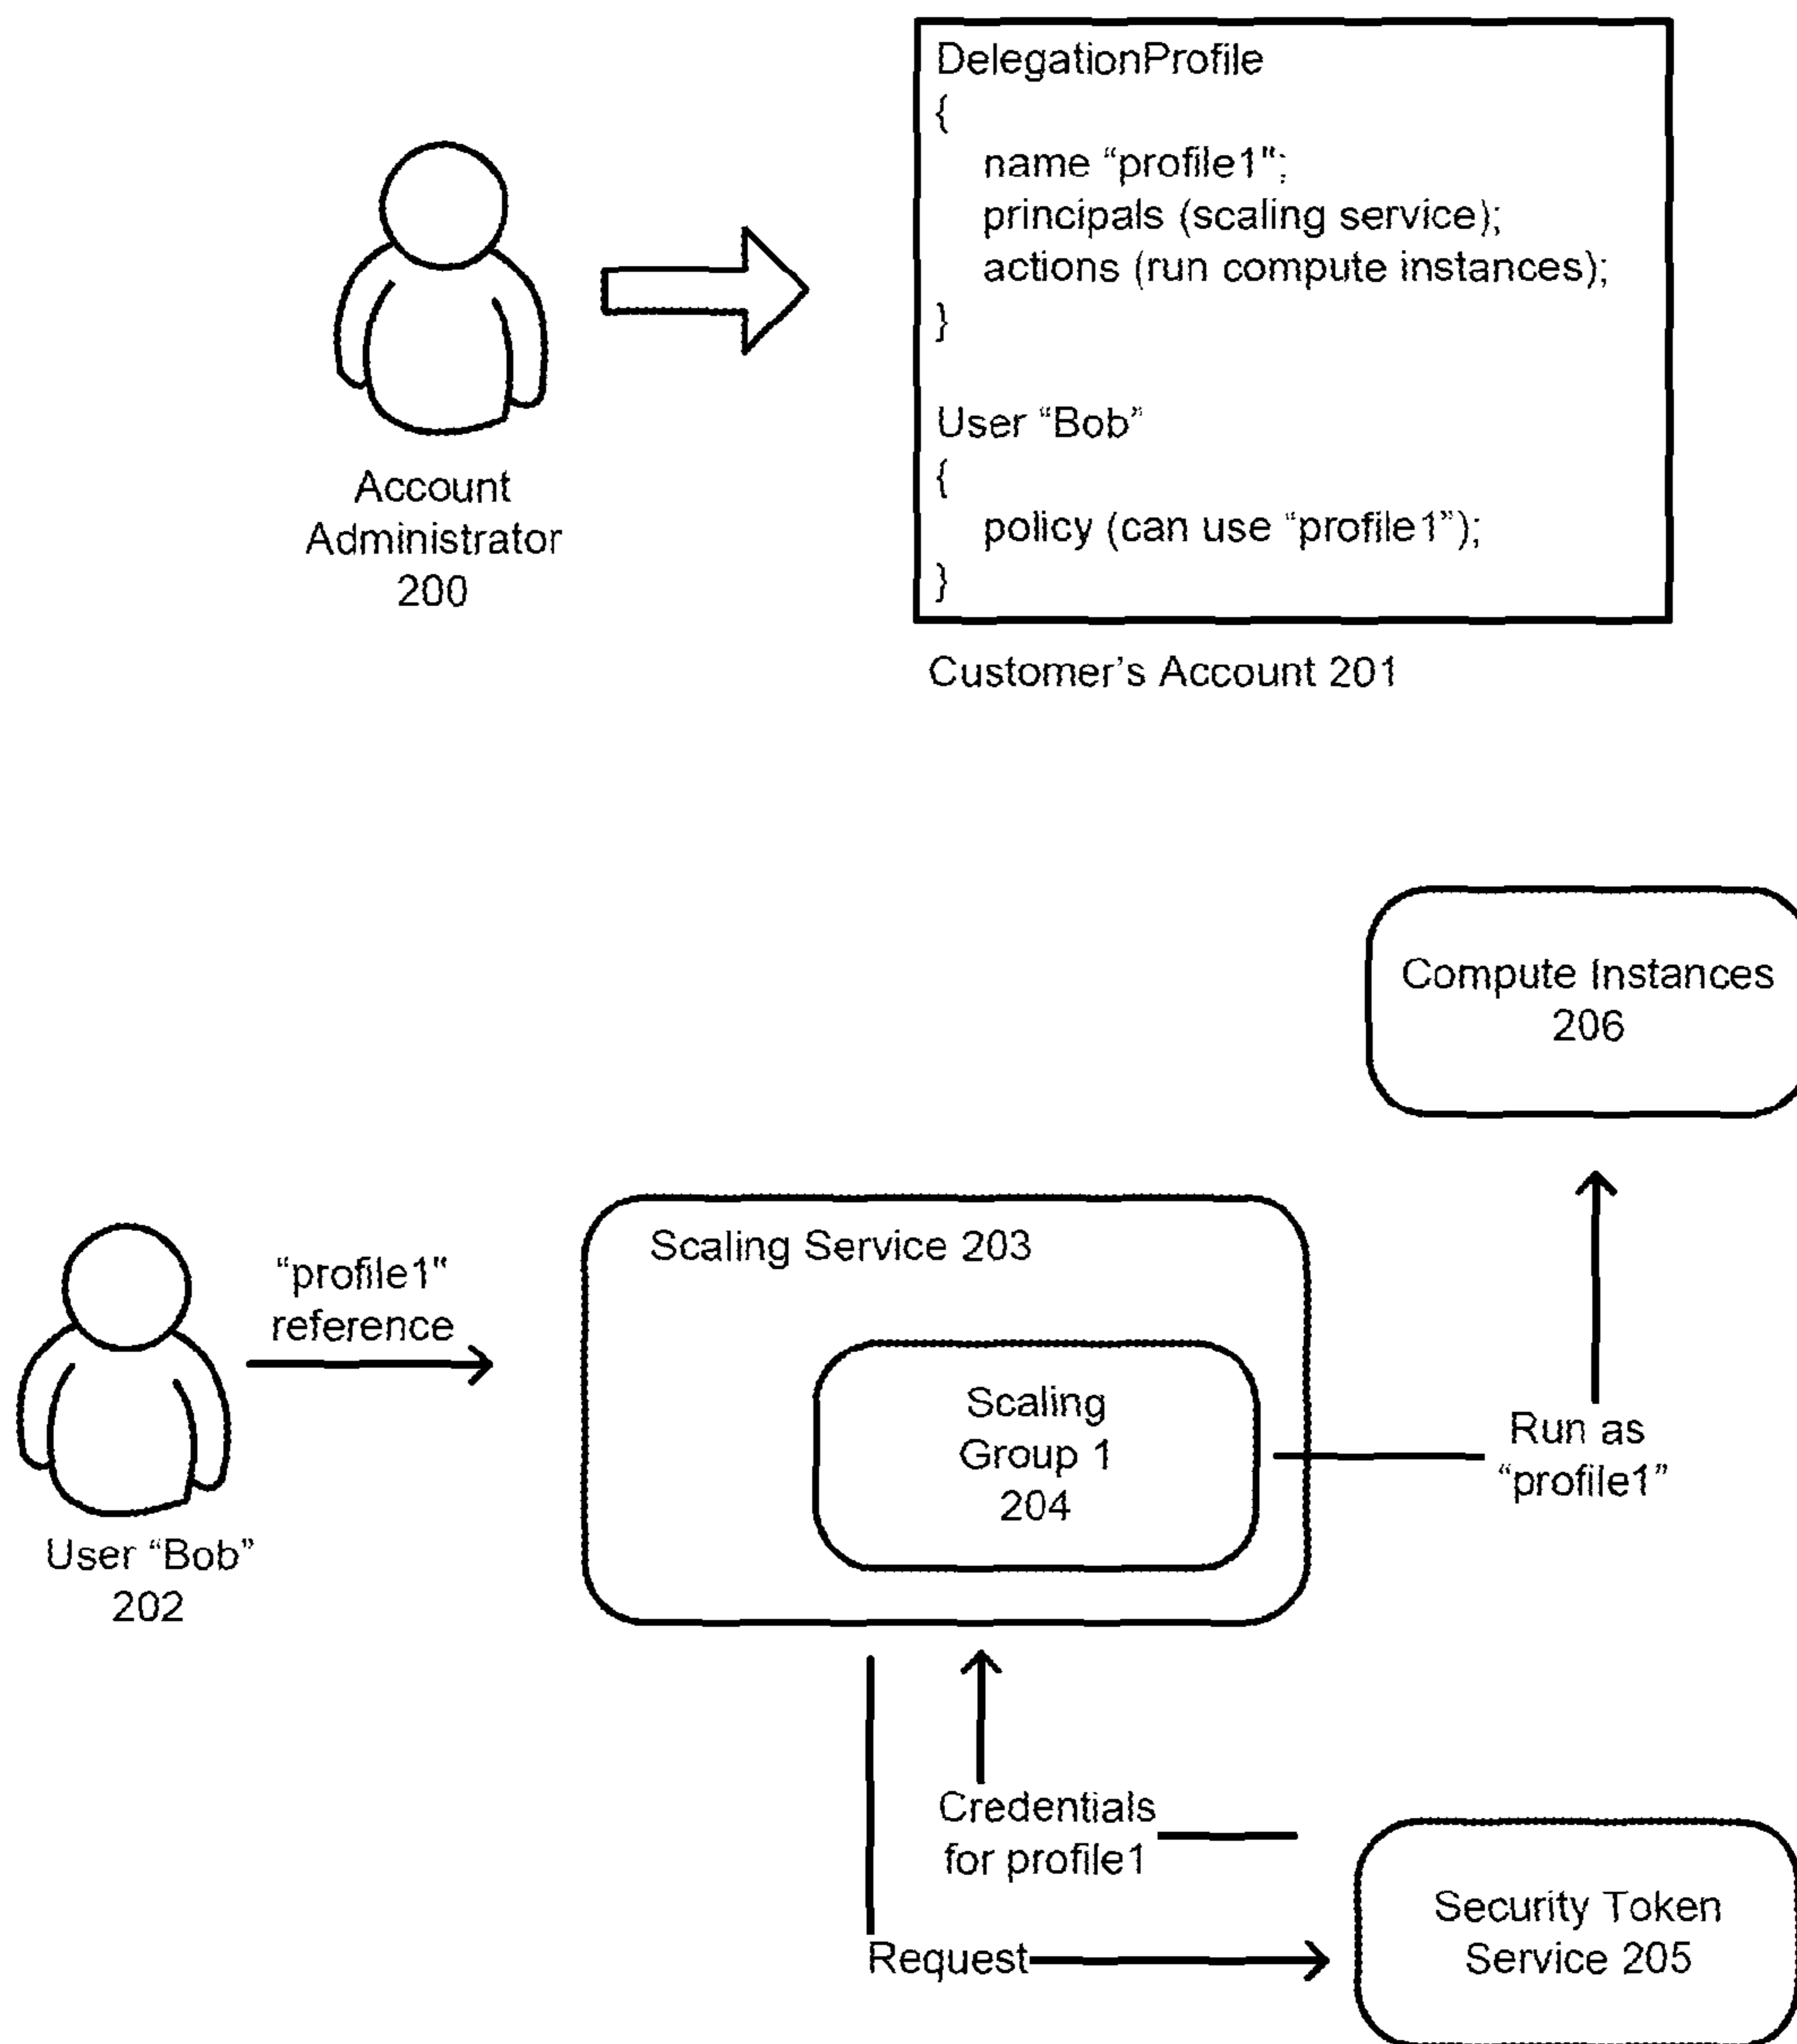 DelegationProfile
{
name “profile1";
principals (scaling service);
actions (run compute instances);
}
User “Bob”
{
policy (can use “profile1”);
}
Account
Administrator
200
Customer’s Account 201
Compute Instances
206
Scaling Service 203
“profile1"
reference
Scaling
Group 1
204
Run as
“profile1”
User “Bob”
202
Credentials
for profile1
Security Token
Service 205
Request